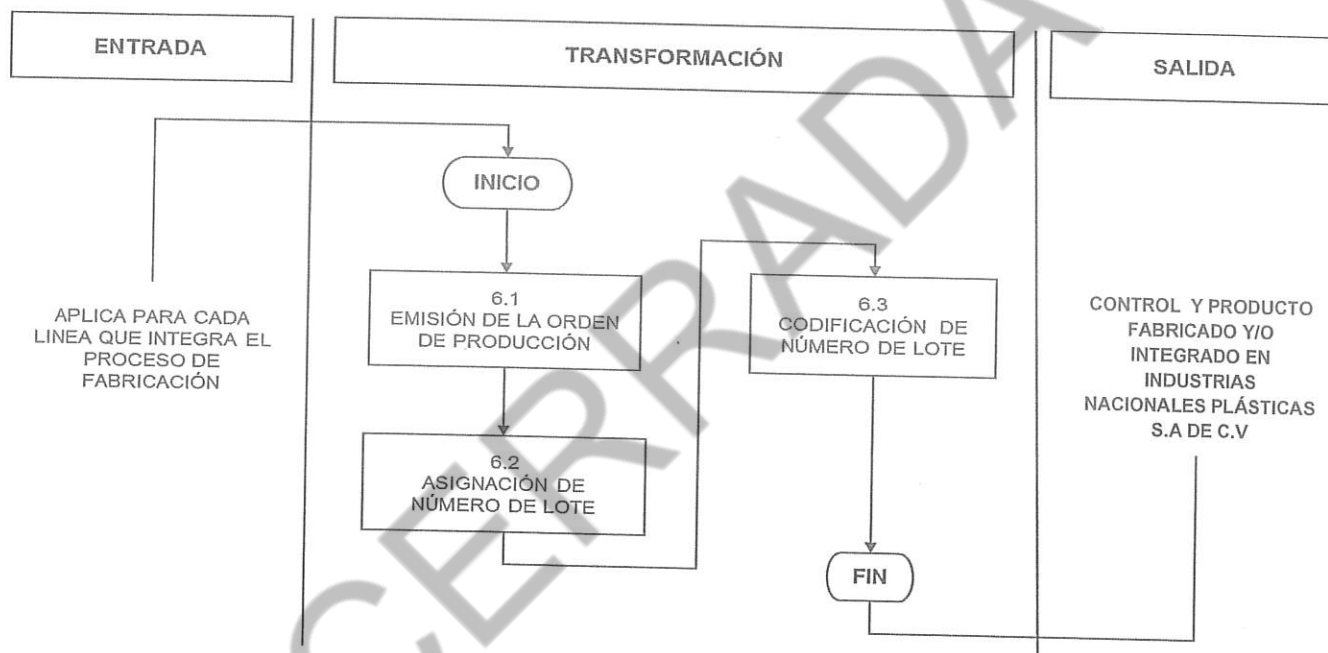 ENTRADA
TRANSFORMACIÓN
SALIDA
INICIO
APLICA PARA CADA
LINEA QUE INTEGRA EL
PROCESO DE
FABRICACIÓN
6.1
EMISIÓN DE LA ORDEN
DE PRODUCCIÓN
6.2
ASIGNACIÓN DE
NÚMERO DE LOTE
6.3
CODIFICACIÓN DE
NÚMERO DE LOTE
FIN
CONTROL Y PRODUCTO
FABRICADO Y/O
INTEGRADO EN
INDUSTRIAS
NACIONALES PLÁSTICAS
S.A DE C.V
CERRADA